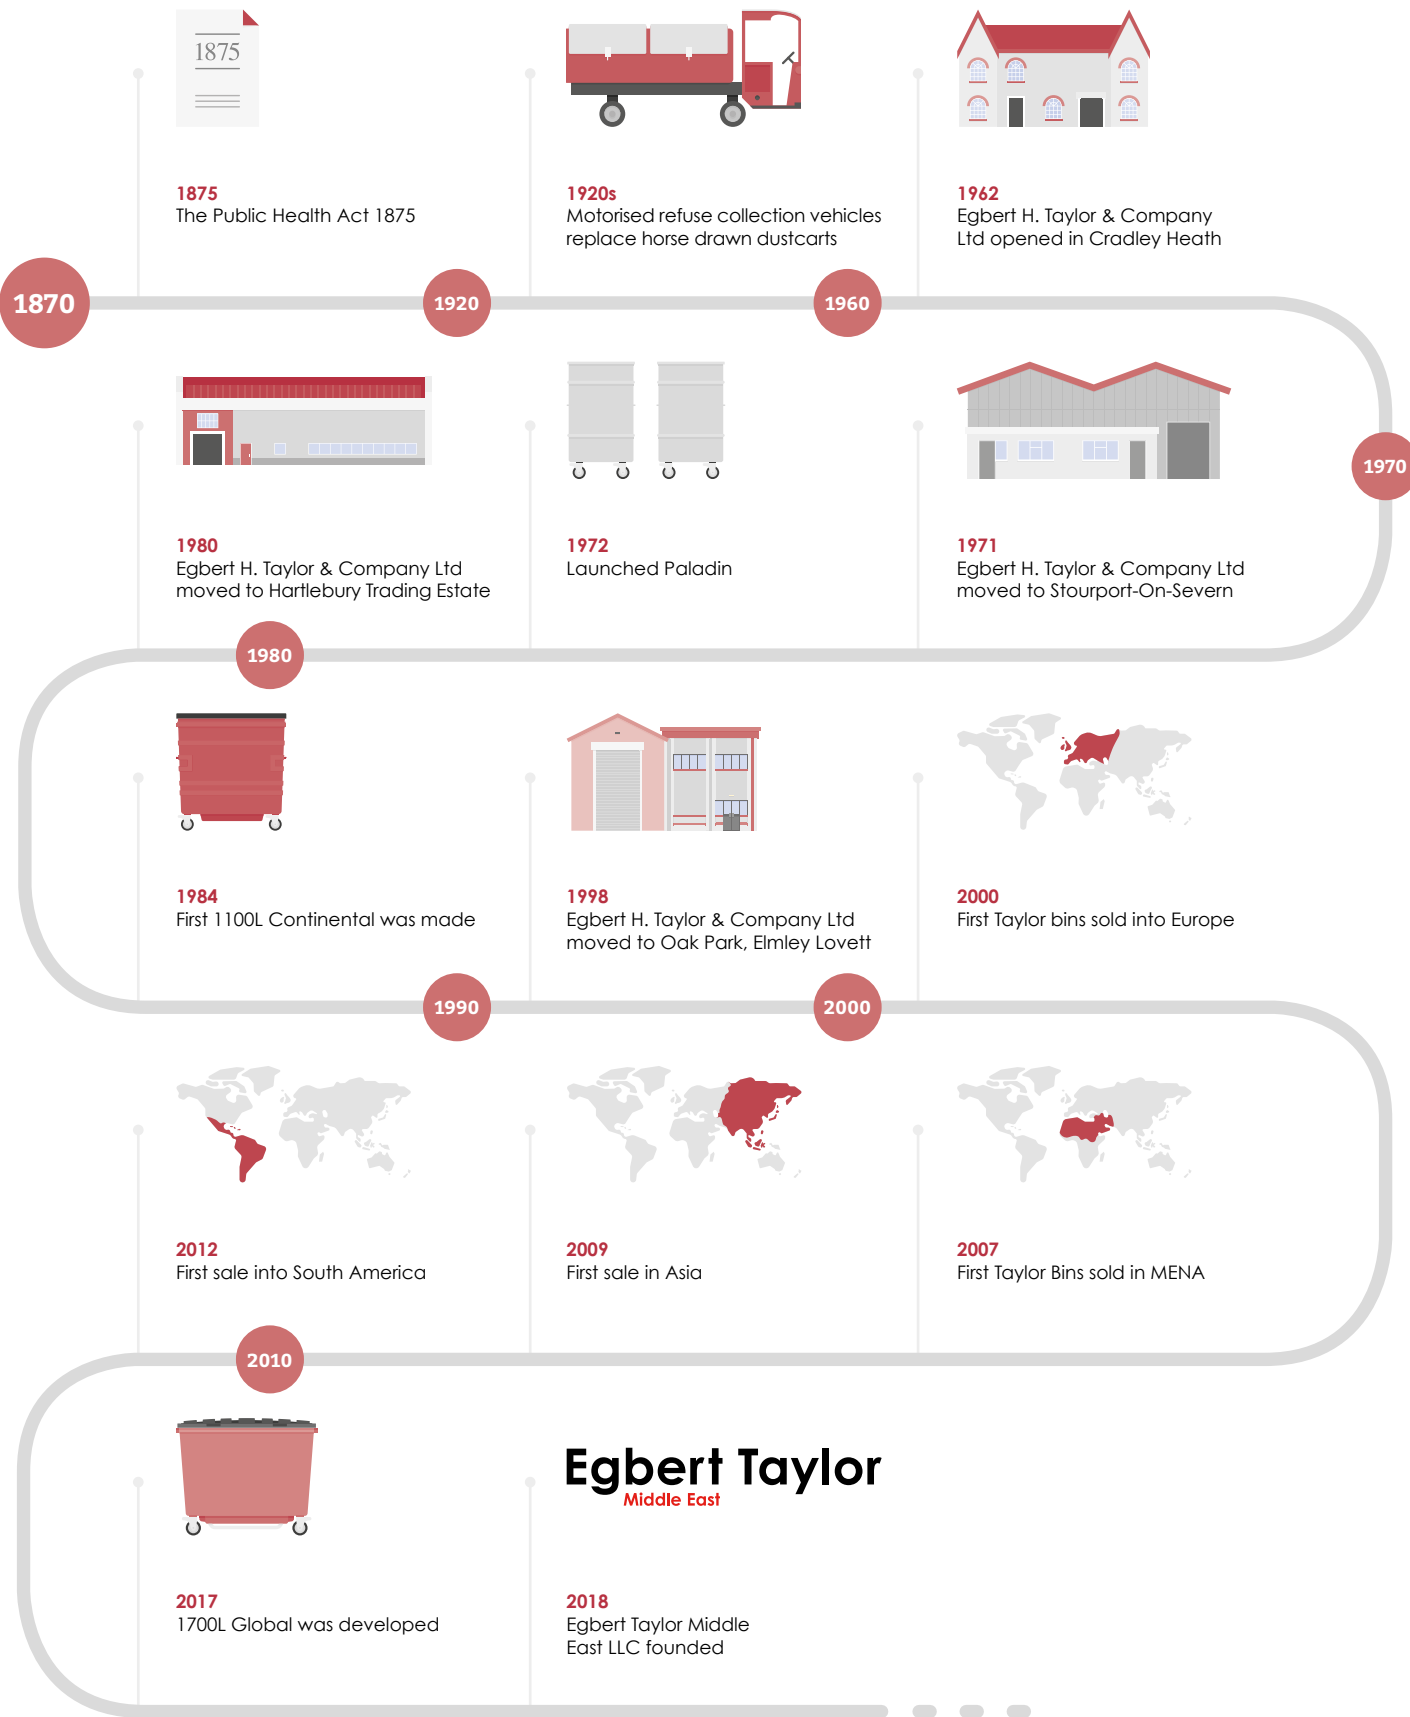 1875
1875
The Public Health Act 1875
1920s
Motorised refuse collection vehicles
replace horse drawn dustcarts
1962
Egbert H. Taylor & Company
Ltd opened in Cradley Heath
1870
1920
1960
1970
1971
Egbert H. Taylor & Company Ltd
moved to Stourport-On-Severn
1972
Launched Paladin
1980
Egbert H. Taylor & Company Ltd
moved to Hartlebury Trading Estate
1980
1984
First 1100L Continental was made
1998
Egbert H. Taylor & Company Ltd
moved to Oak Park, Elmley Lovett
2000
First Taylor bins sold into Europe
1990
2000
2007
First Taylor Bins sold in MENA
2009
First sale in Asia
2012
First sale into South America
2010
2017
1700L Global was developed
Egbert Taylor
Middle East
2018
Egbert Taylor Middle
East LLC founded